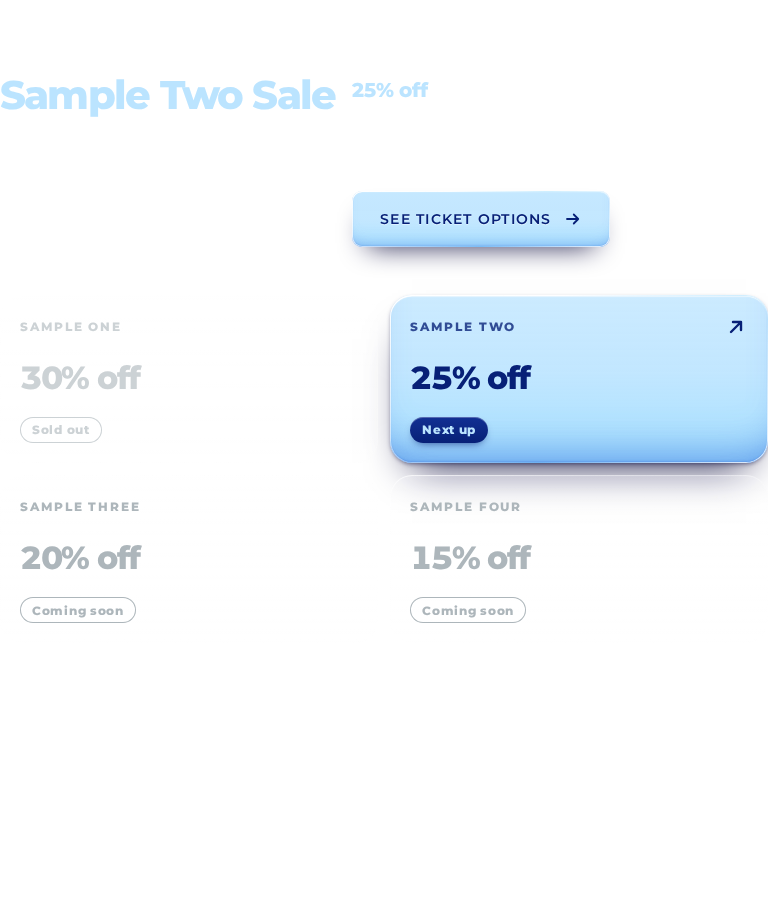 Sample Two Sale 25% off
SEE TICKET OPTIONS
SAMPLE ONE
30% off
Sold out
SAMPLE TWO
25% off
Next up
SAMPLE THREE
20% off
Coming soon
SAMPLE FOUR
15% off
Coming soon